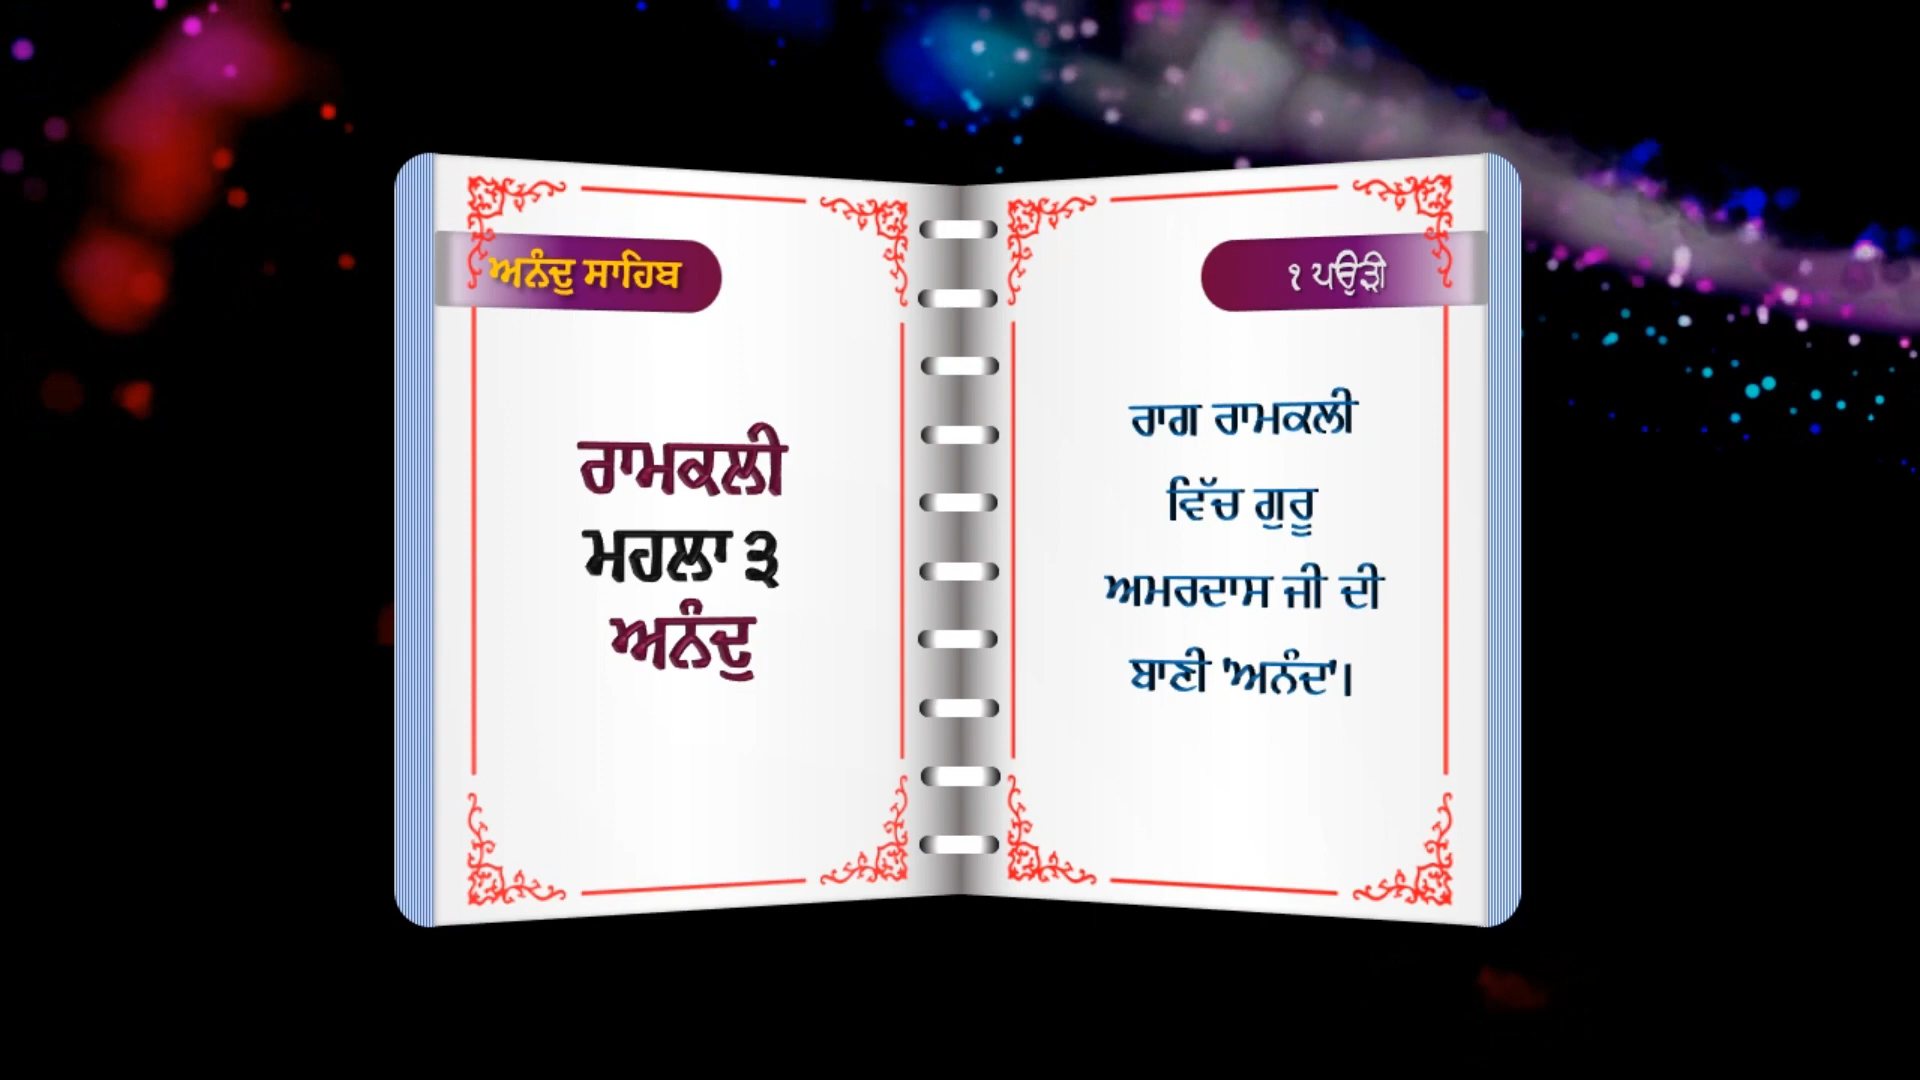 ਅਨੰਦੁ ਸਾਹਿਬ
ਰਾਮਕਲੀ
ਮਹਲਾ ੩
ਅਨੰਦੁ
੧ ਪਉੜੀ
ਰਾਗ ਰਾਮਕਲੀ
ਵਿੱਚ ਗੁਰੂ
ਅਮਰਦਾਸ ਜੀ ਦੀ
ਬਾਣੀ 'ਅਨੰਦ'।